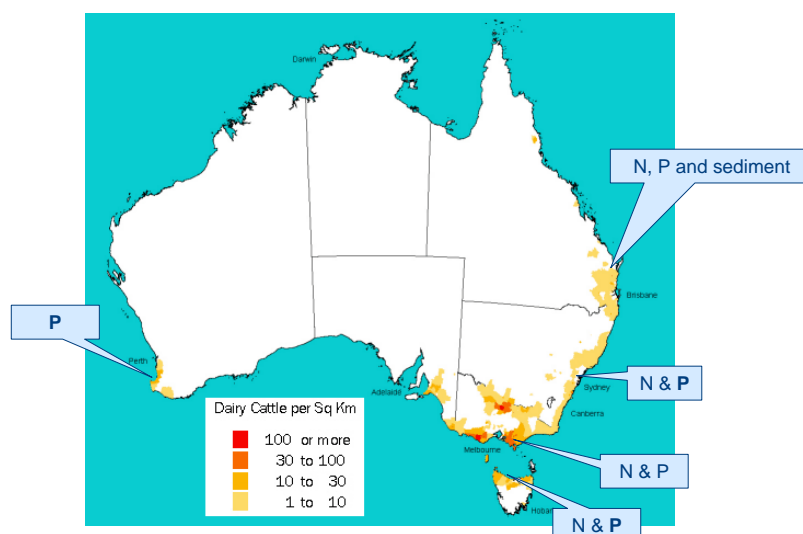 Darwin
N, P and sediment
Brisbane
P
Perth
Adelaide
N & P
Sydney
Canberra
Dairy Cattle per Sq Km
100 or more
30 to 100
10 to 30
1 to 10
Melbourne
N & P
N & P